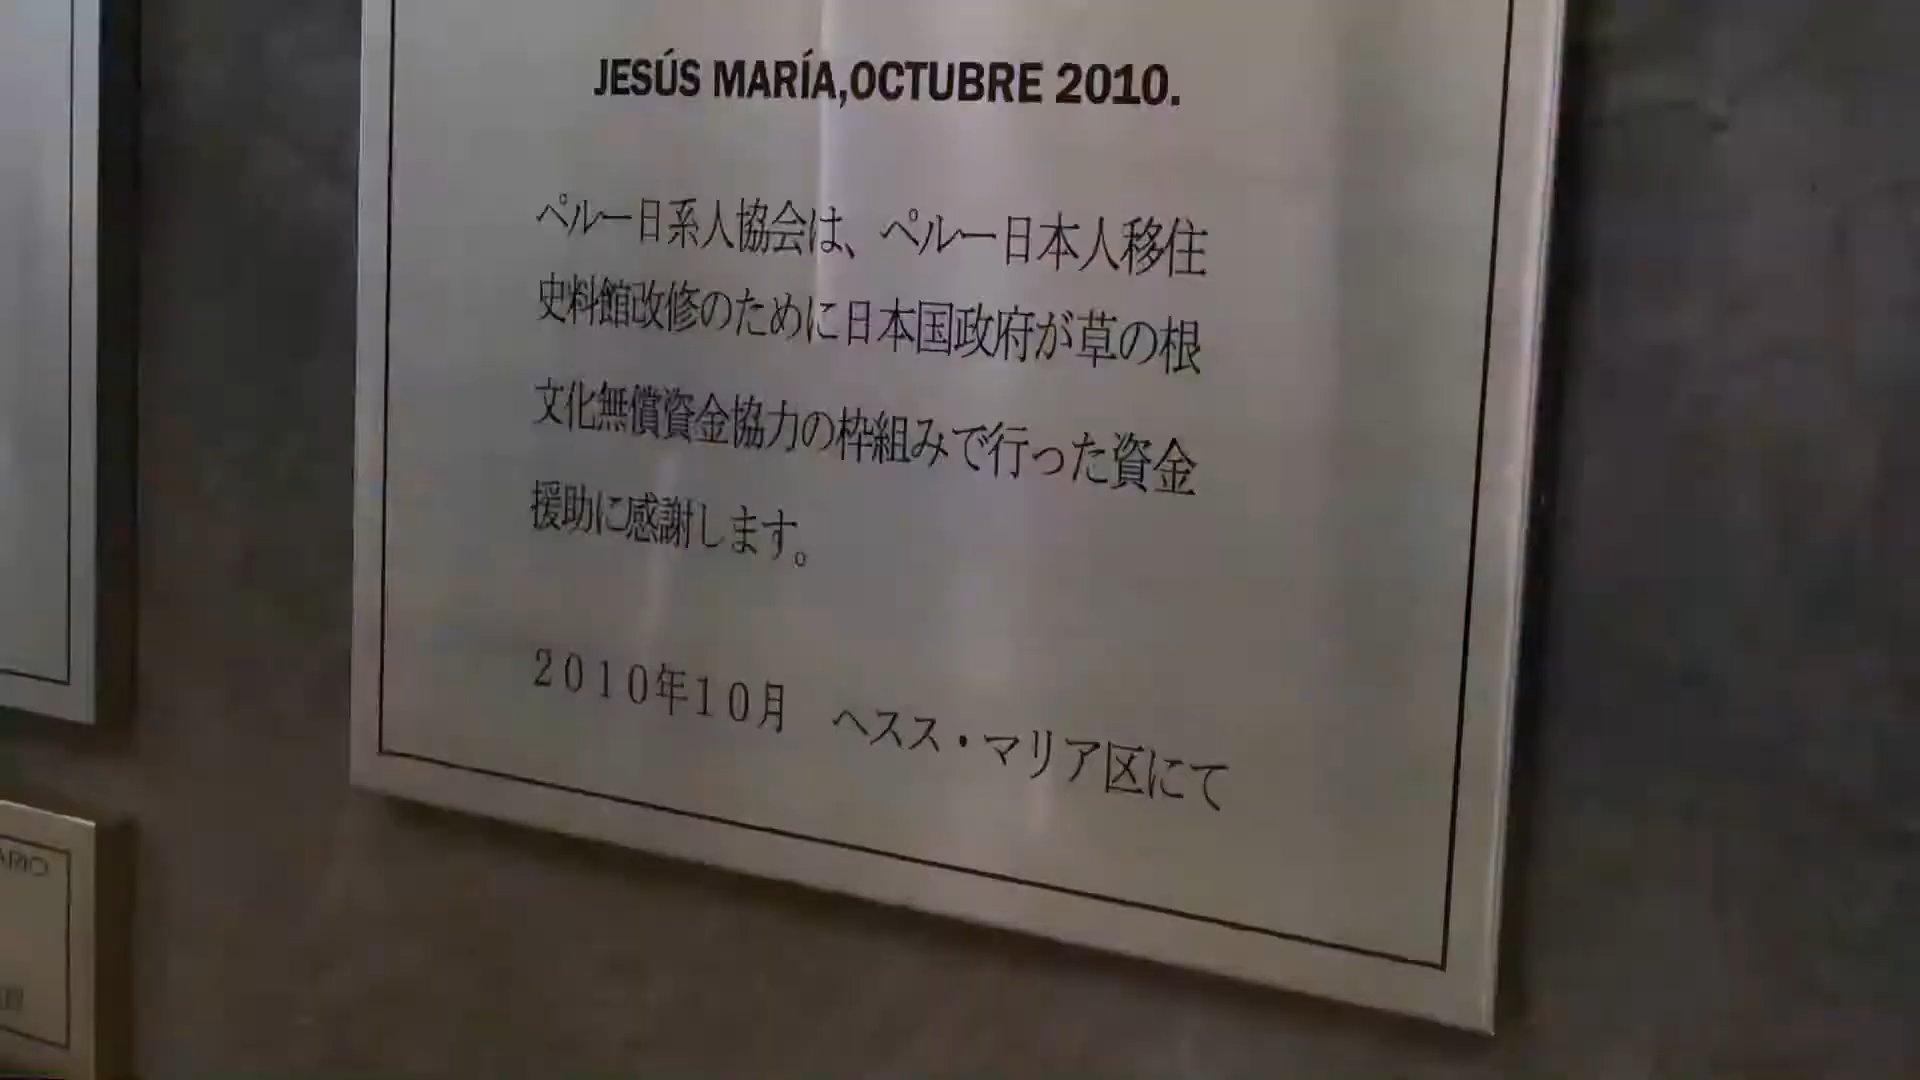 JESÚS MARÍA,OCTUBRE 2010.
ペルー日系人協会は、ペルー日本人移住
史料館改修のために日本国政府が草の根
文化無償資金協力の枠組みで行った資金
援助に感謝します。
２０１０年１０月　ヘスス・マリア区にて
ARIO